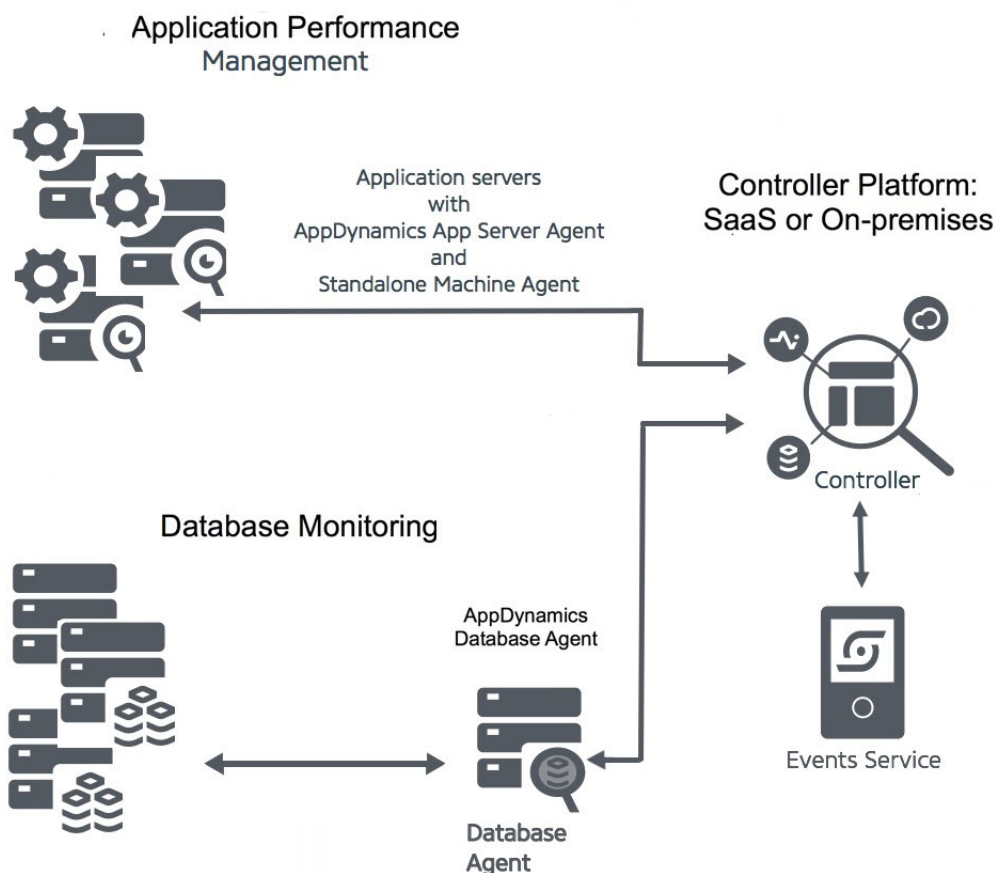 Application Performance
Management
Application servers
with
AppDynamics App Server Agent
and
Standalone Machine Agent
Controller Platform:
SaaS or On-premises
Controller
Database Monitoring
AppDynamics
Database Agent
Events Service
Database
Agent